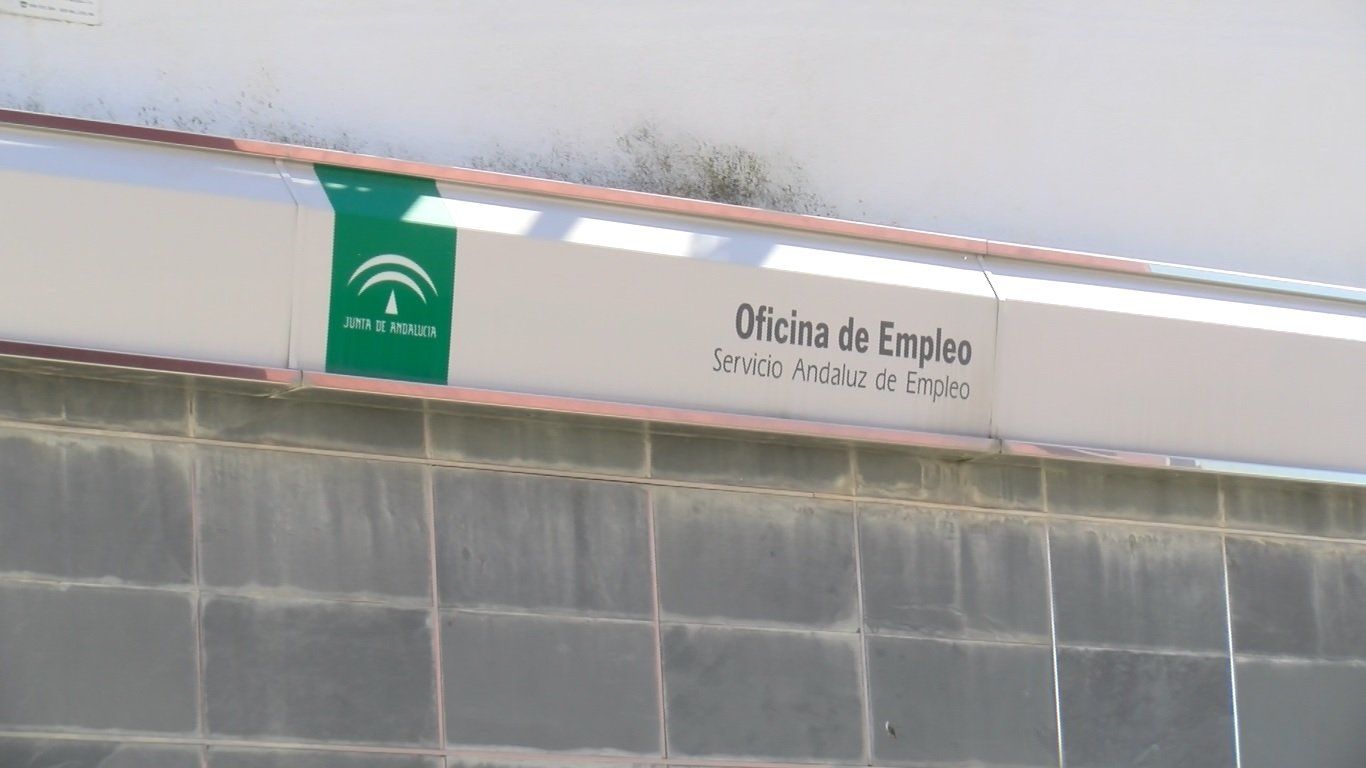 JUNTA DE ANDALUCIA
Oficina de Empleo
Servicio Andaluz de Empleo